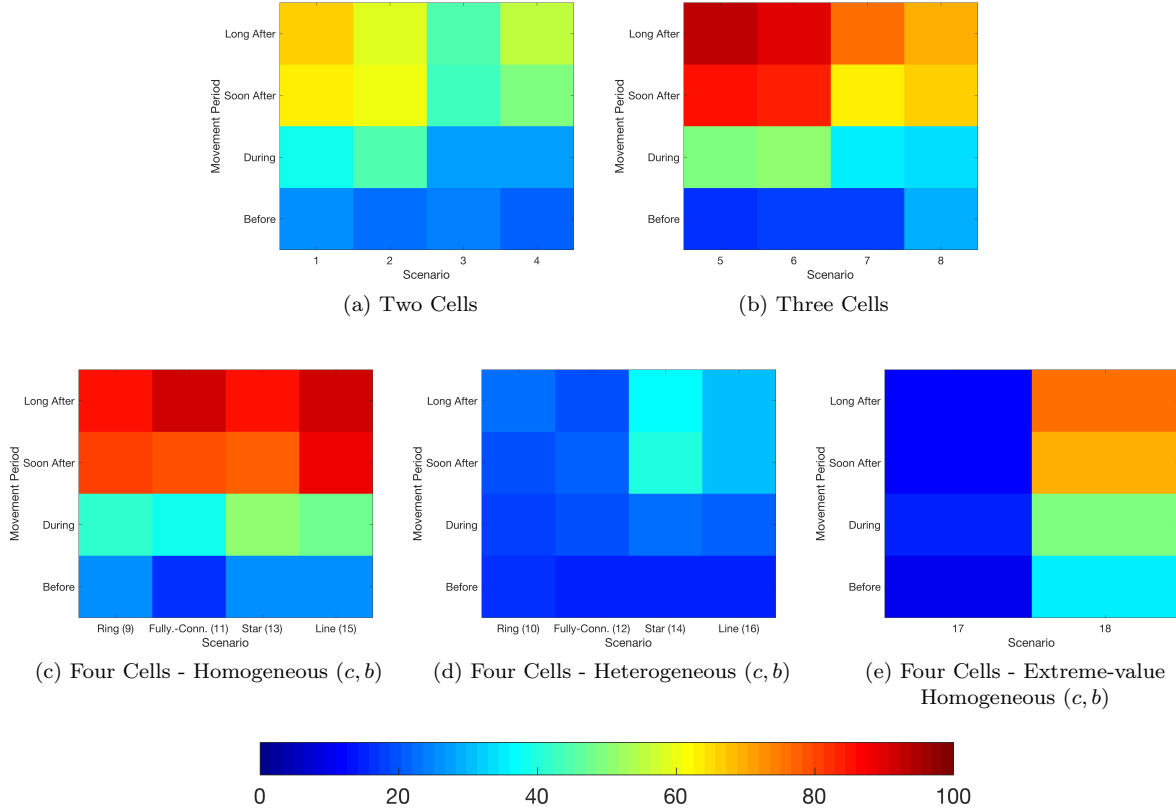 Long After
Soon After
During
Before
Movement Period
1 2 3 4
Scenario
(a) Two Cells
Long After
Soon After
During
Before
Movement Period
5 6 7 8
Scenario
(b) Three Cells
Long After
Soon After
During
Before
Movement Period
Ring (9) Fully.-Conn. (11) Star (13) Line (15)
Scenario
(c) Four Cells - Homogeneous (c, b)
Long After
Soon After
During
Before
Movement Period
Ring (10) Fully-Conn. (12) Star (14) Line (16)
Scenario
(d) Four Cells - Heterogeneous (c, b)
Long After
Soon After
During
Before
Movement Period
17 18
Scenario
(e) Four Cells - Extreme-value
Homogeneous (c, b)
0 20 40 60 80 100